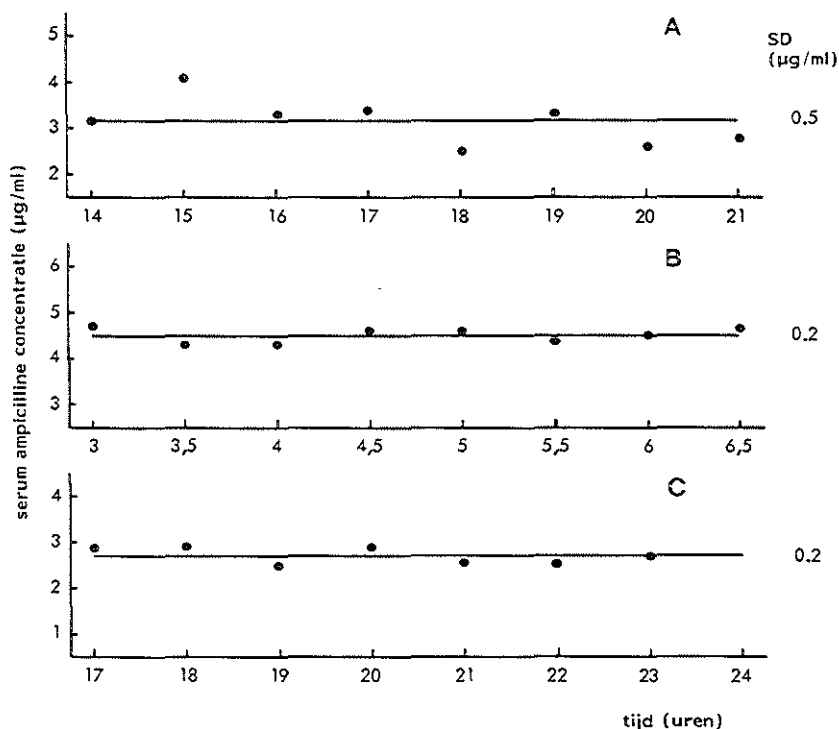 A
SD
(µg/ml)
5
4
3
2
0.5
14 15 16 17 18 19 20 21
B
6
5
4
3
0.2
3 3,5 4 4,5 5 5,5 6 6,5
C
4
3
2
1
0.2
17 18 19 20 21 22 23 24
serum ampicilline concentratie (µg/ml)
tijd (uren)